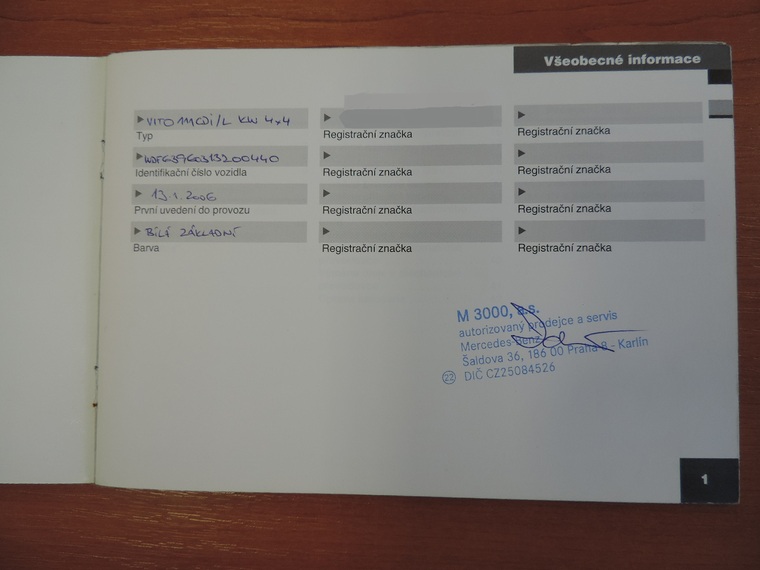 Všeobecné informace
VITO 111CDI/L KW 4x4
Typ
Registrační značka
Registrační značka
Identifikační číslo vozidla
Registrační značka
Registrační značka
13.1.2006
První uvedení do provozu
Registrační značka
Registrační značka
BÍLÁ ZÁKLADNÍ
Barva
Registrační značka
Registrační značka
M 3000, a.s.
autorizovaný prodejce a servis
Mercedes-Benz
Šaldova 36, 186 00 Praha 8 - Karlín
22 DIČ CZ25084526
1